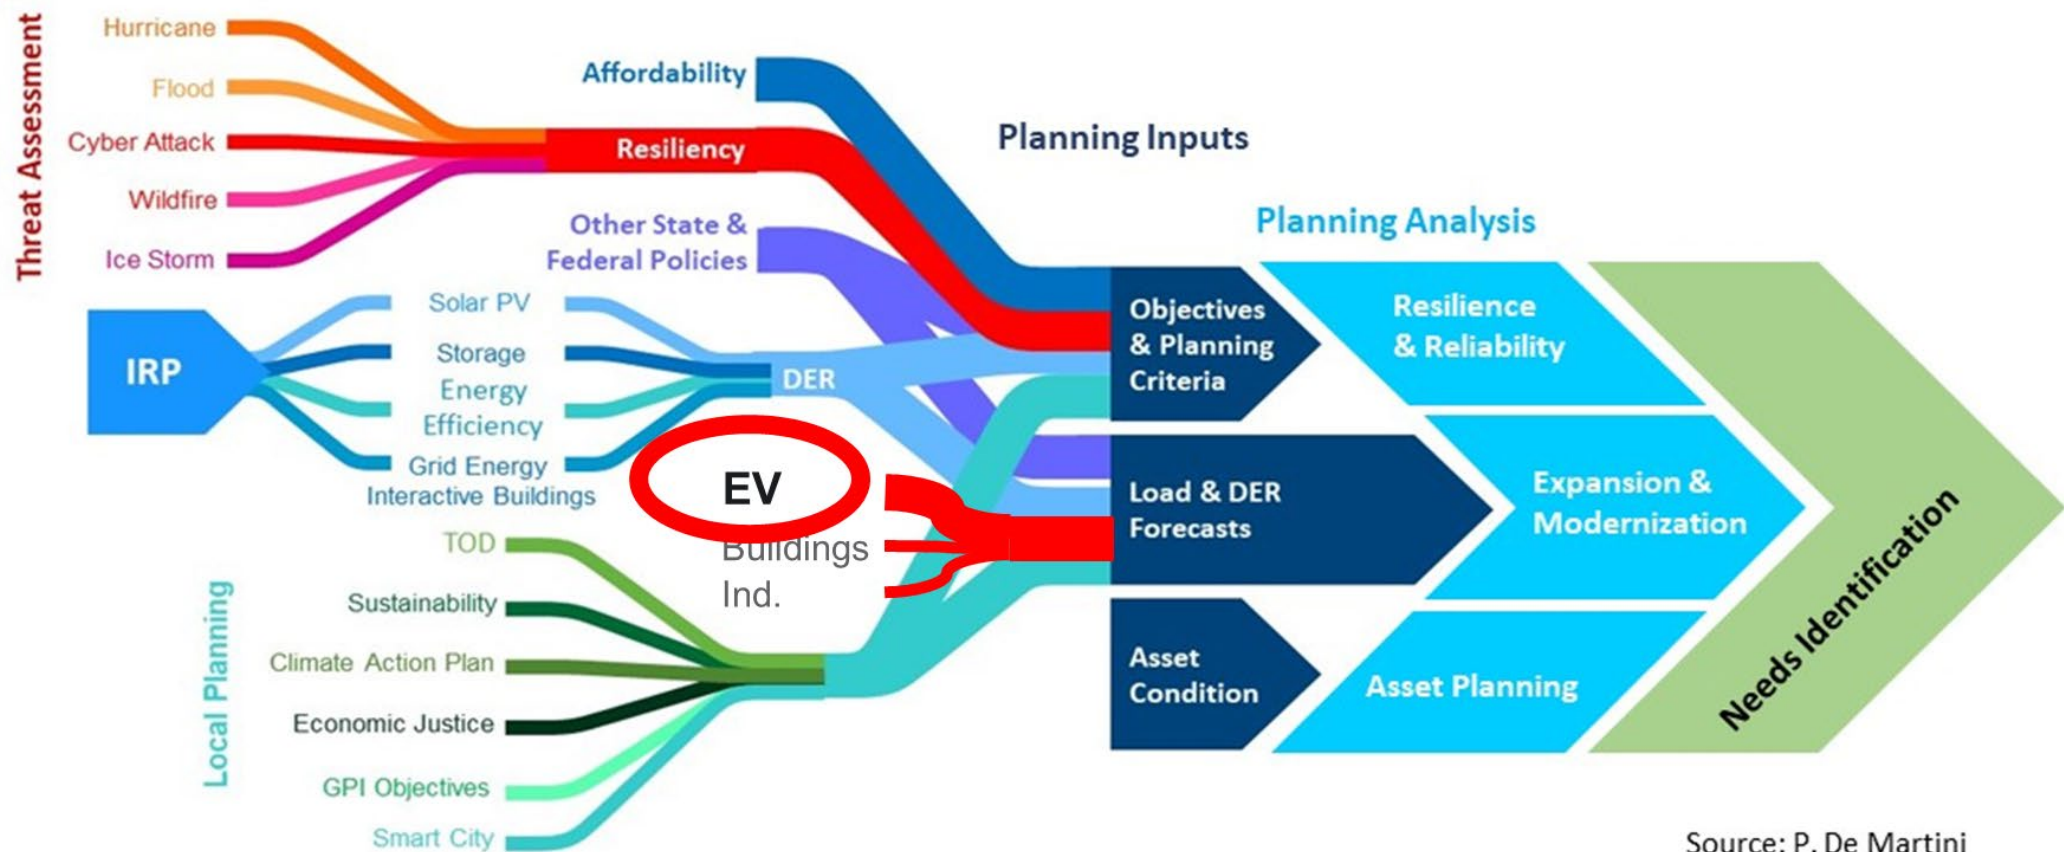 Threat Assessment
Hurricane
Flood
Cyber Attack
Wildfire
Ice Storm
Affordability
Resiliency
Other State &
Federal Policies
Planning Inputs
Planning Analysis
IRP
Solar PV
Storage
Energy
Efficiency
Grid Energy
Interactive Buildings
DER
EV
Buildings
Ind.
Local Planning
TOD
Sustainability
Climate Action Plan
Economic Justice
GPI Objectives
Smart City
Objectives
& Planning
Criteria
Load & DER
Forecasts
Asset
Condition
Resilience
& Reliability
Expansion &
Modernization
Asset Planning
Needs Identification
Source: P. De Martini